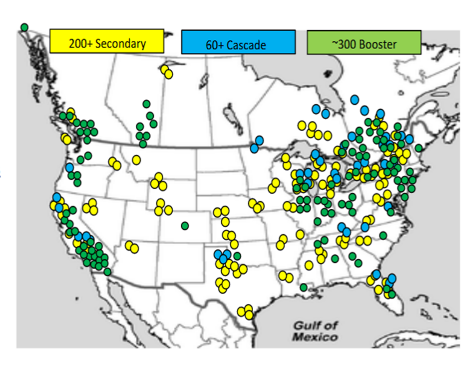 200+ Secondary
60+ Cascade
~300 Booster
Gulf of
Mexico